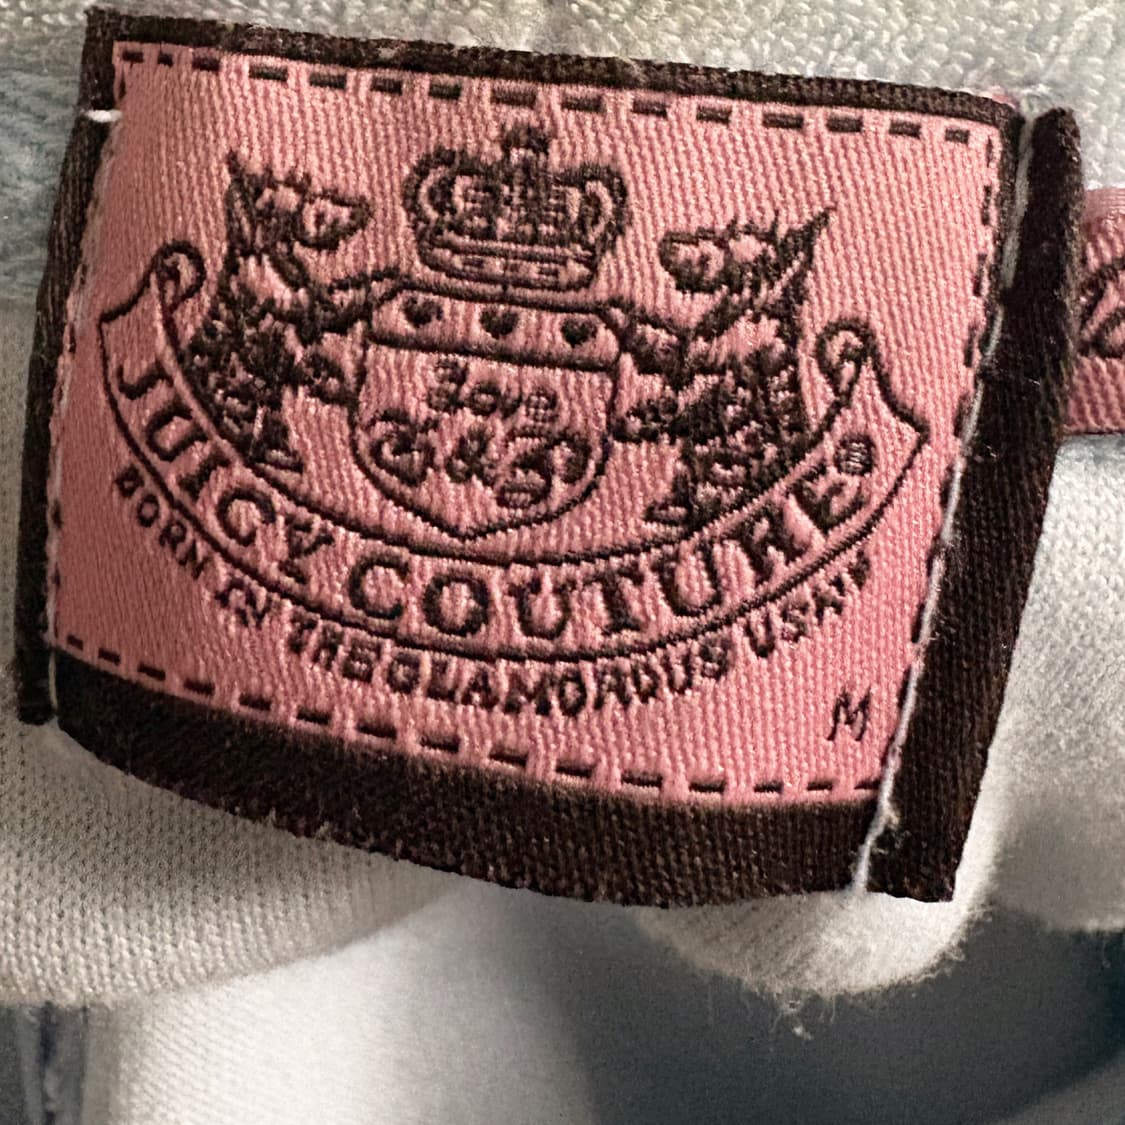 Love
G & P
JUICY COUTURE®
BORN IN THE GLAMOROUS USA
M